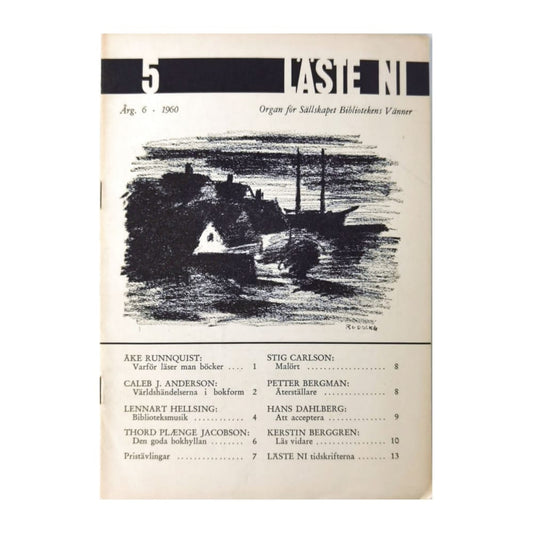 5 LÄSTE NI
Årg. 6 - 1960 Organ för Sällskapet Bibliotekens Vänner
ÅKE RUNNQUIST:
Varför läser man böcker .... 1
CALEB J. ANDERSON:
Världshändelserna i bokform 2
LENNART HELLSING:
Biblioteksmusik .......... 4
THORD PLÆNGE JACOBSON:
Den goda bokhyllan ........ 6
Pristävlingar ................ 7
STIG CARLSON:
Malört .................... 8
PETTER BERGMAN:
Återställare ................ 8
HANS DAHLBERG:
Att acceptera .............. 9
KERSTIN BERGGREN:
Läs vidare ................ 10
LÄSTE NI tidskrifterna ...... 13